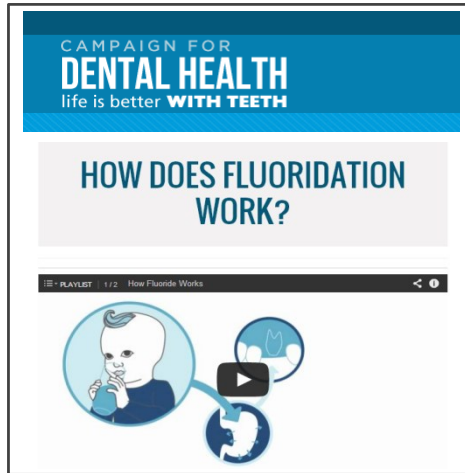 CAMPAIGN FOR
DENTAL HEALTH
life is better WITH TEETH
HOW DOES FLUORIDATION
WORK?
PLAYLIST 1/2 How Fluoride Works